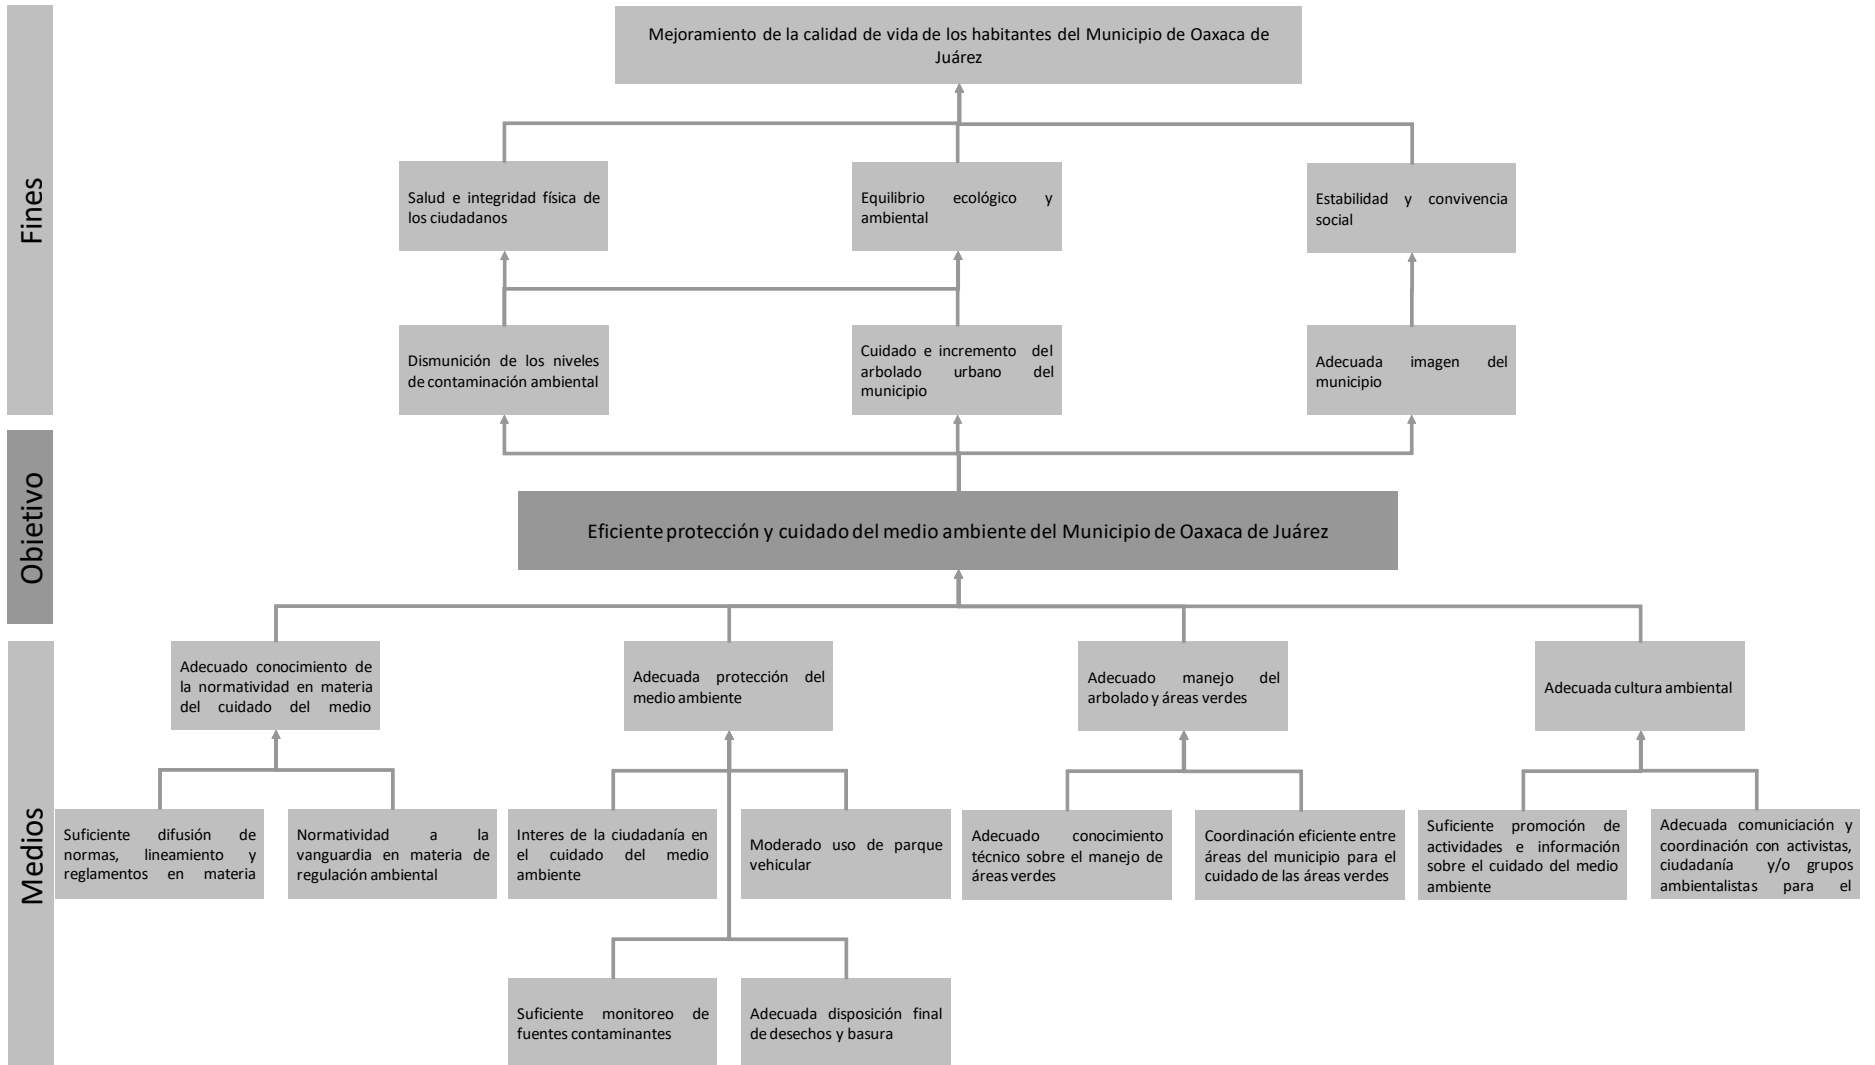 Fines
Mejoramiento de la calidad de vida de los habitantes del Municipio de Oaxaca de
Juárez
Salud e integridad física de
los ciudadanos
Equilibrio ecológico y
ambiental
Estabilidad y convivencia
social
Dismunición de los niveles
de contaminación ambiental
Cuidado e incremento del
arbolado urbano del
municipio
Adecuada imagen del
municipio
Objetivo
Eficiente protección y cuidado del medio ambiente del Municipio de Oaxaca de Juárez
Medios
Adecuado conocimiento de
la normatividad en materia
del cuidado del medio
Adecuada protección del
medio ambiente
Adecuado manejo del
arbolado y áreas verdes
Adecuada cultura ambiental
Suficiente difusión de
normas, lineamiento y
reglamentos en materia
Normatividad a la
vanguardia en materia de
regulación ambiental
Interes de la ciudadanía en
el cuidado del medio
ambiente
Moderado uso de parque
vehicular
Adecuado conocimiento
técnico sobre el manejo de
áreas verdes
Coordinación eficiente entre
áreas del municipio para el
cuidado de las áreas verdes
Suficiente promoción de
actividades e información
sobre el cuidado del medio
ambiente
Adecuada comuniciación y
coordinación con activistas,
ciudadanía y/o grupos
ambientalistas para el
Suficiente monitoreo de
fuentes contaminantes
Adecuada disposición final
de desechos y basura